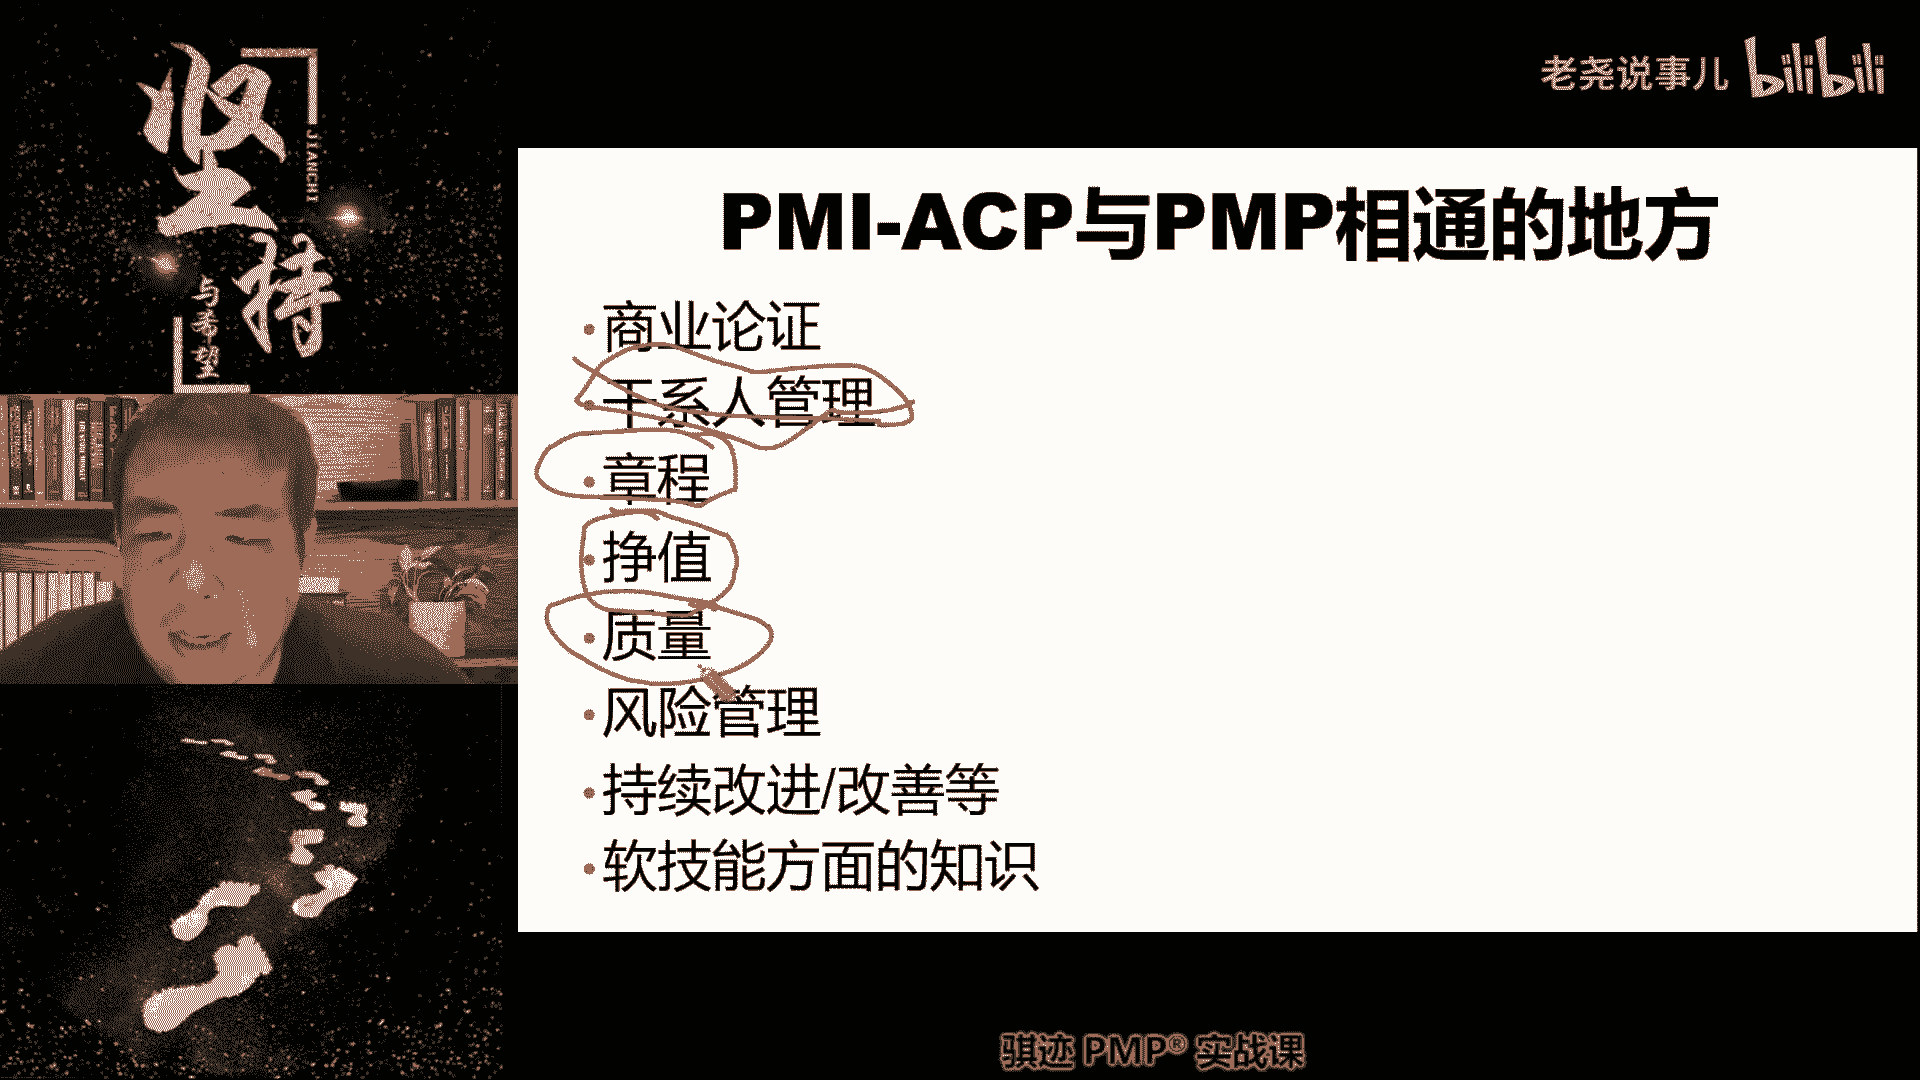 坚持
JIANCHI
与希望
老尧说事儿 bilibili
PMI-ACP与PMP相通的地方
•商业论证
•干系人管理
•章程
•挣值
•质量
•风险管理
•持续改进/改善等
•软技能方面的知识
骐迹 PMP® 实战课